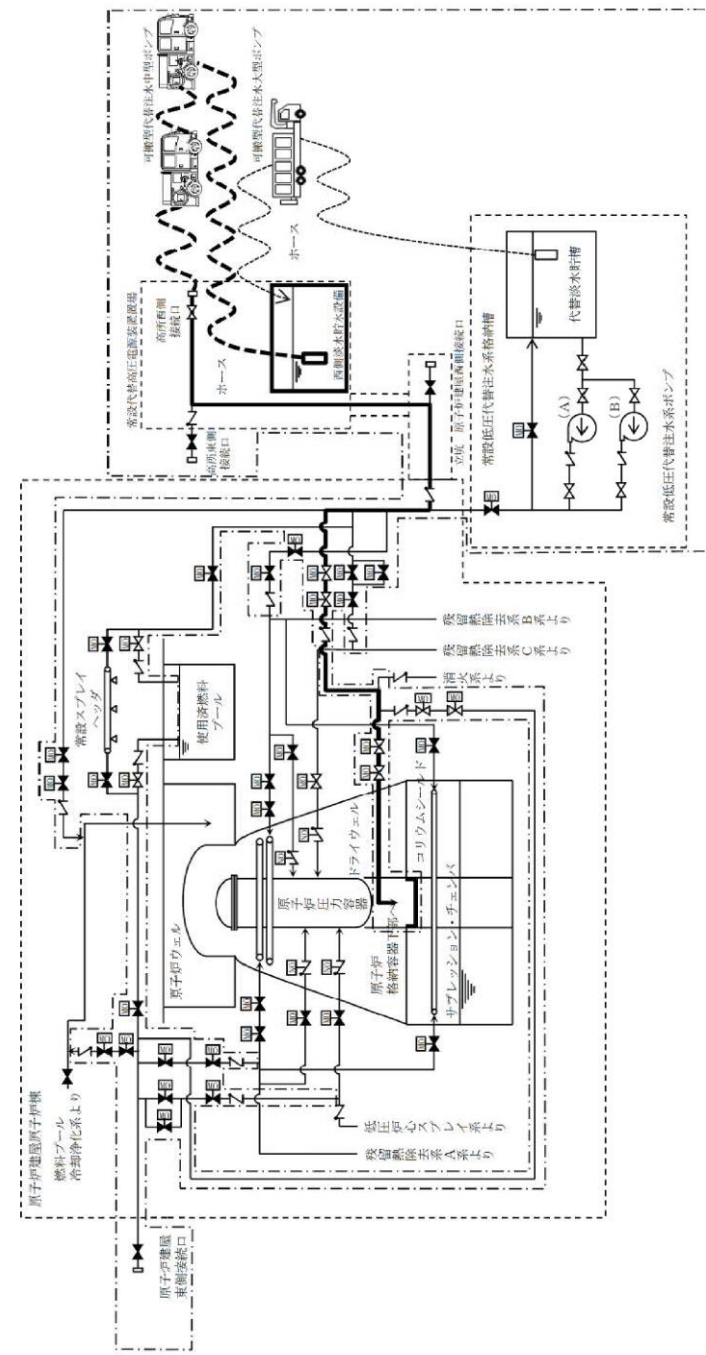 原子炉建屋原子炉棟
燃料プール
冷却浄化系より
原子炉建屋
東側接続口
原子炉ウェル
常設スプレイ
ヘッダ
使用済燃料
プール
原子炉圧力容器
ドライウェル
原子炉
格納容器下部へ
コリウムシールド
サプレッション・チェンバ
低圧炉心スプレイ系より
残留熱除去系A系より
残留熱除去系B系より
残留熱除去系C系より
消火系より
常設代替高圧電源装置置場
高所西側
接続口
高所東側
接続口
ホース
西側淡水貯水設備
可搬型代替注水中型ポンプ
可搬型代替注水大型ポンプ
ホース
立坑
原子炉建屋西側接続口
常設低圧代替注水系格納槽
代替淡水貯槽
(A)
(B)
常設低圧代替注水系ポンプ